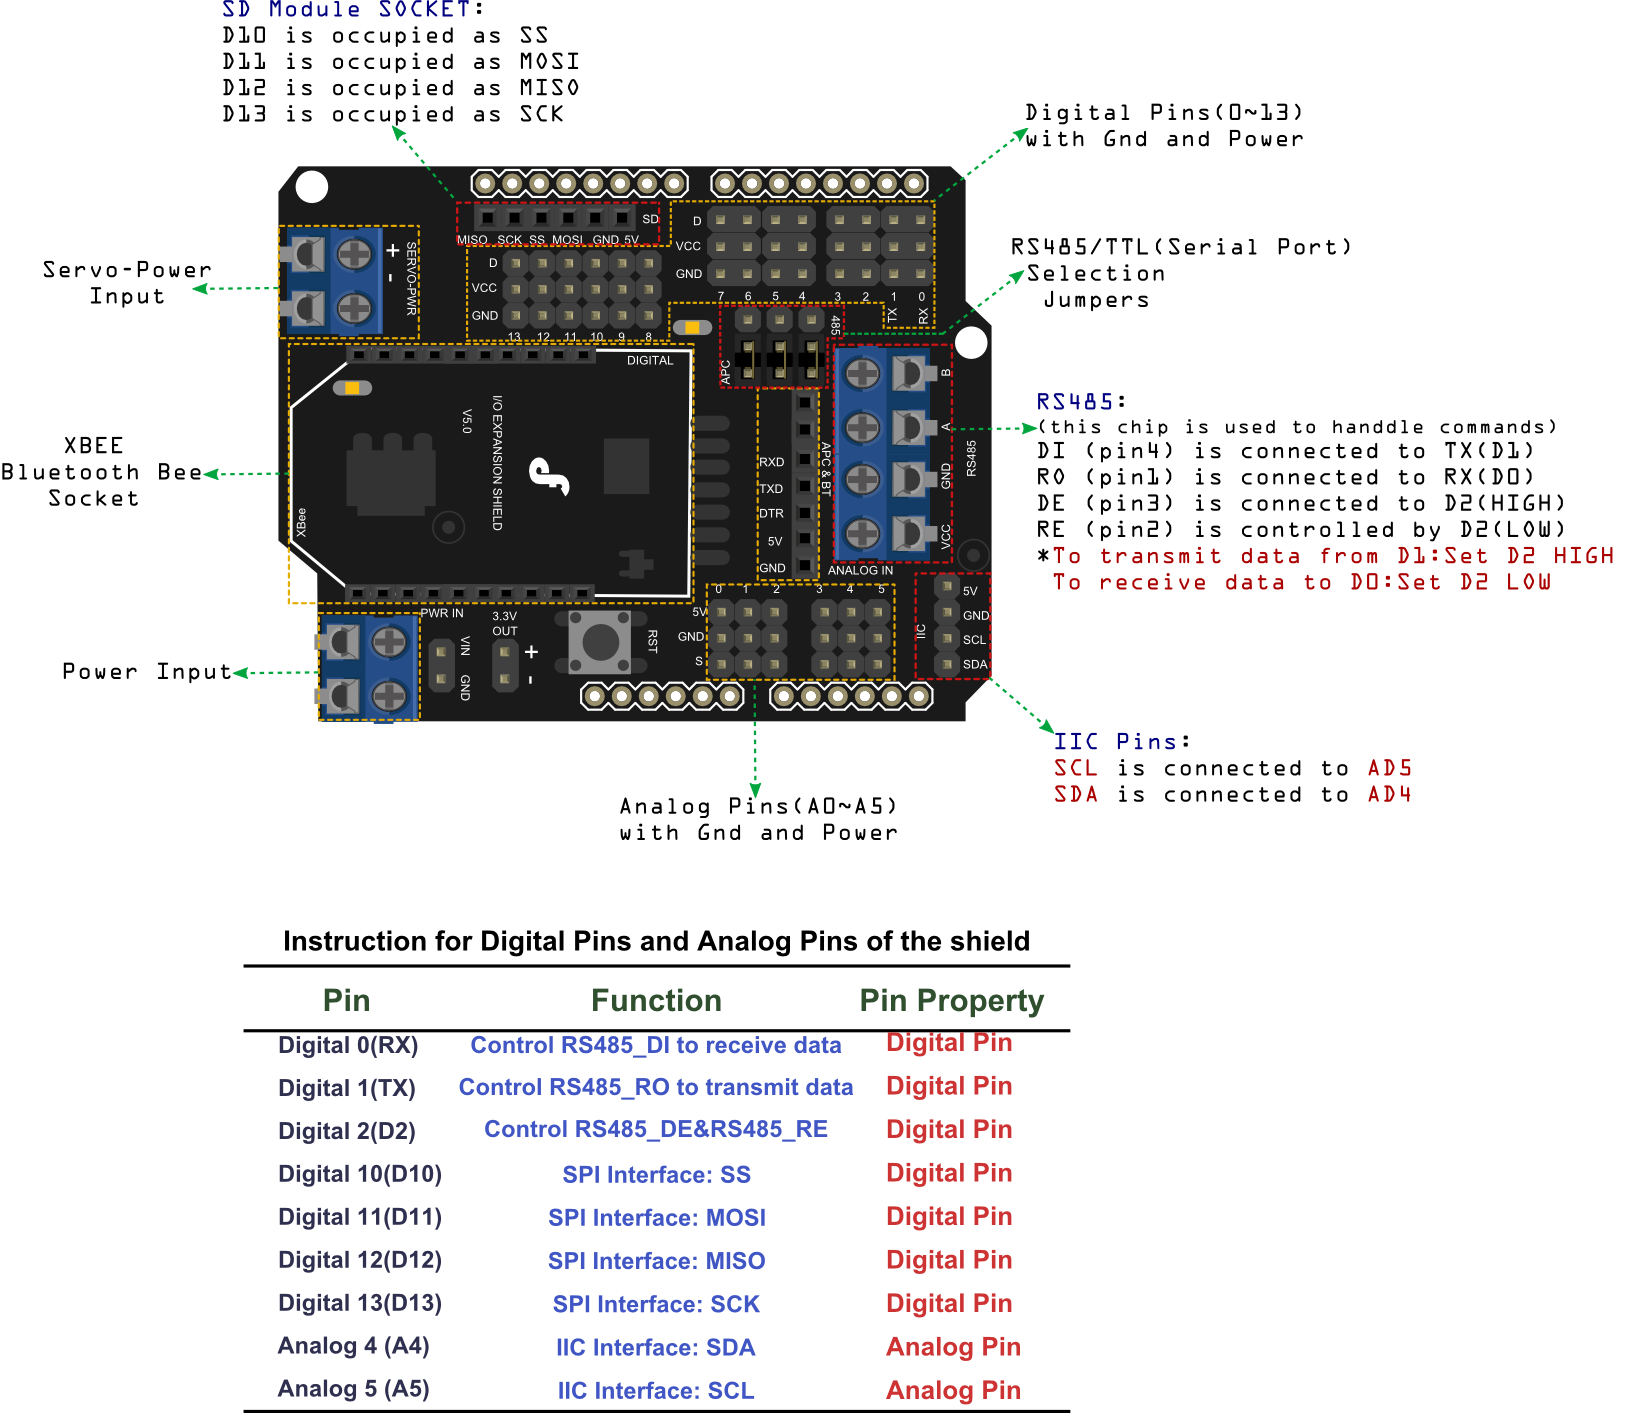 SD Module SOCKET:
D10 is occupied as SS
D11 is occupied as MOSI
D12 is occupied as MISO
D13 is occupied as SCK
Digital Pins(0~13)
with Gnd and Power
RS485/TTL(Serial Port)
Selection
Jumpers
Servo-Power
Input
XBEE
Bluetooth Bee
Socket
Power Input
RS485:
(this chip is used to handdle commands)
DI (pin4) is connected to TX(D1)
RO (pin1) is connected to RX(D0)
DE (pin3) is connected to D2(HIGH)
RE (pin2) is controlled by D2(LOW)
*To transmit data from D1:Set D2 HIGH
To receive data to D0:Set D2 LOW
IIC Pins:
SCL is connected to AD5
SDA is connected to AD4
Analog Pins(A0~A5)
with Gnd and Power
SD
MISO SCK SS MOSI GND 5V
D
VCC
GND
13 12 11 10 9 8
D
VCC
GND
7 6 5 4 3 2 1 0
TX
RX
+
-
SERVO-PWR
485
APC
DIGITAL
V5.0
I/O EXPANSION SHIELD
XBee
RXD
TXD
DTR
5V
GND
APC & BT
B
A
GND
VCC
RS485
ANALOG IN
0 1 2 3 4 5
5V
GND
S
IIC
5V
GND
SCL
SDA
PWR IN
VIN
GND
3.3V
OUT
+
-
RST
Instruction for Digital Pins and Analog Pins of the shield
Pin Function Pin Property
Digital 0(RX) Control RS485_DI to receive data Digital Pin
Digital 1(TX) Control RS485_RO to transmit data Digital Pin
Digital 2(D2) Control RS485_DE&RS485_RE Digital Pin
Digital 10(D10) SPI Interface: SS Digital Pin
Digital 11(D11) SPI Interface: MOSI Digital Pin
Digital 12(D12) SPI Interface: MISO Digital Pin
Digital 13(D13) SPI Interface: SCK Digital Pin
Analog 4 (A4) IIC Interface: SDA Analog Pin
Analog 5 (A5) IIC Interface: SCL Analog Pin